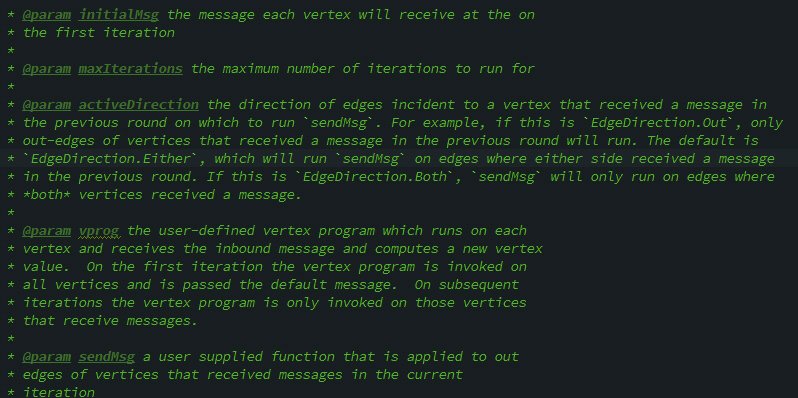 * @param initialMsg the message each vertex will receive at the on
* the first iteration
*
* @param maxIterations the maximum number of iterations to run for
*
* @param activeDirection the direction of edges incident to a vertex that received a message in
* the previous round on which to run `sendMsg`. For example, if this is `EdgeDirection.Out`, only
* out-edges of vertices that received a message in the previous round will run. The default is
* `EdgeDirection.Either`, which will run `sendMsg` on edges where either side received a message
* in the previous round. If this is `EdgeDirection.Both`, `sendMsg` will only run on edges where
* *both* vertices received a message.
*
* @param vprog the user-defined vertex program which runs on each
* vertex and receives the inbound message and computes a new vertex
* value.  On the first iteration the vertex program is invoked on
* all vertices and is passed the default message.  On subsequent
* iterations the vertex program is only invoked on those vertices
* that receive messages.
*
* @param sendMsg a user supplied function that is applied to out
* edges of vertices that received messages in the current
* iteration